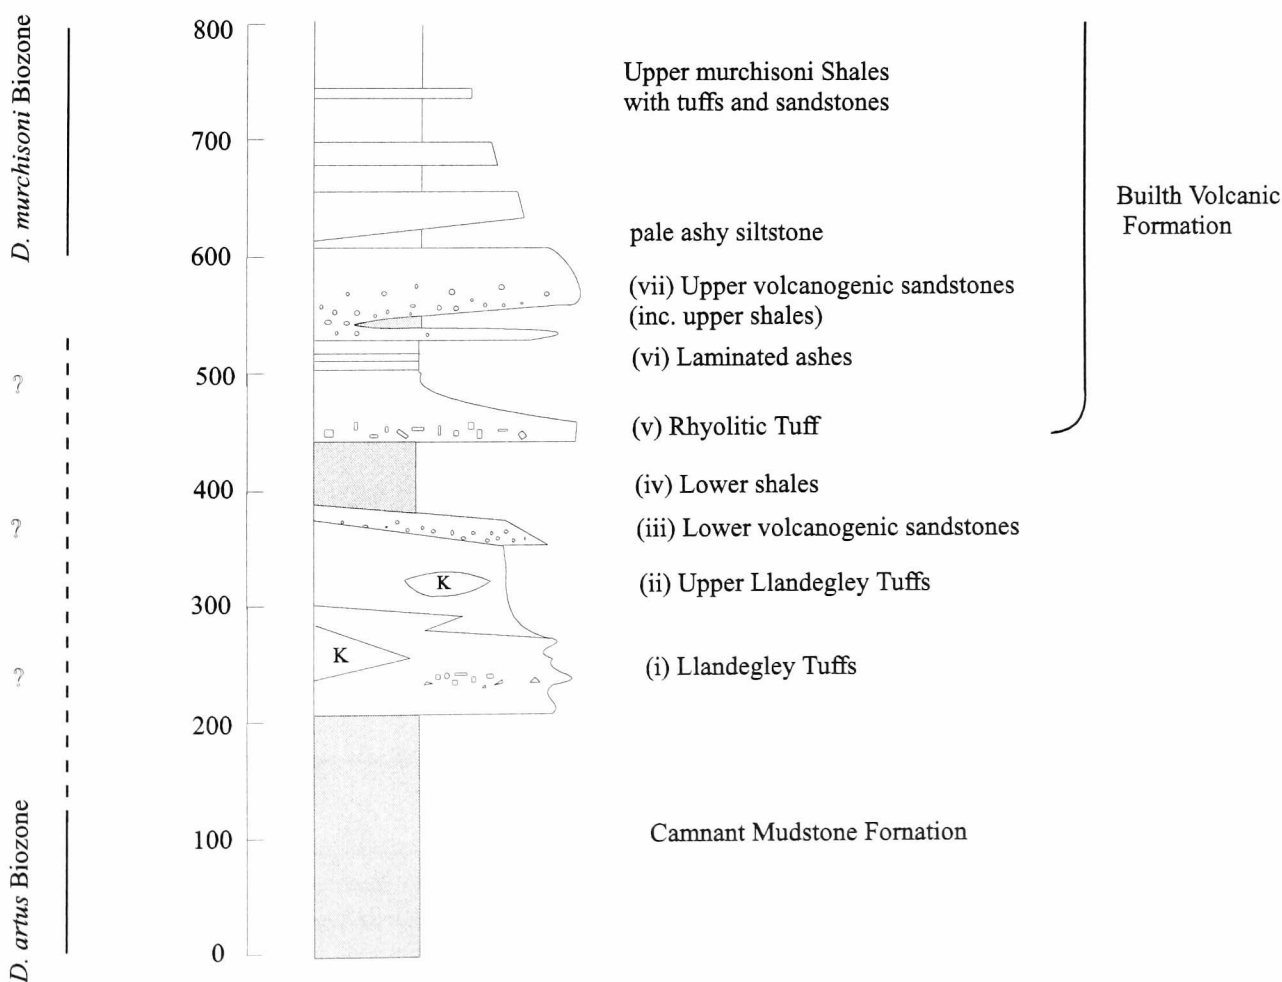 D. murchisoni Biozone
?
?
?
D. artus Biozone
800
700
600
500
400
300
200
100
0
K
K
Upper murchisoni Shales
with tuffs and sandstones
pale ashy siltstone
(vii) Upper volcanogenic sandstones
(inc. upper shales)
(vi) Laminated ashes
(v) Rhyolitic Tuff
(iv) Lower shales
(iii) Lower volcanogenic sandstones
(ii) Upper Llandegley Tuffs
(i) Llandegley Tuffs
Camnant Mudstone Fornation
Builth Volcanic
Formation